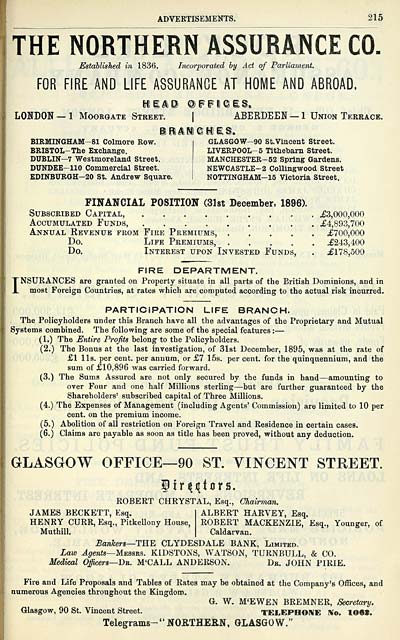 ADVERTISEMENTS. 215
THE NORTHERN ASSURANCE CO.
Established in 1836. Incorporated by Act of Parliament.
FOR FIRE AND LIFE ASSURANCE AT HOME AND ABROAD.
HEAD OFFICES.
LONDON — 1 MOORGATE STREET. | ABERDEEN — 1 UNION TERRACE.
BRANCHES.
BIRMINGHAM—81 Colmore Row. | GLASGOW—90 St. Vincent Street.
BRISTOL—The Exchange, | LIVERPOOL—5 Tithebarn Street.
DUBLIN—7 Westmoreland Street. | MANCHESTER—52 Spring Gardens.
DUNDEE—110 Commercial Street. | NEWCASTLE—2 Collingwood Street
EDINBURGH—20 St. Andrew Square. | NOTTINGHAM—15 Victoria Street,
FINANCIAL POSITION (31st December, 1896).
SUBSCRIBED CAPITAL, . . . . . . . . £3,000,000
ACCUMULATED FUNDS, . . . . . . . . £4,893,700
ANNUAL REVENUE FROM FIRE PREMIUMS, . . . . . £700,000
Do. LIFE PREMIUMS, . . . . . £243,400
Do. INTEREST UPON INVESTED FUNDS, . . £178,500
FIRE DEPARTMENT.
INSURANCES are granted on Property situate in all parts of the British Dominions, and in
most Foreign Countries, at rates which are computed according to the actual risk incurred.
PARTICIPATION LIFE BRANCH.
The Policyholders under this Branch have all the advantages of the Proprietary and Mutual
Systems combined. The following are some of the special features:—
(1.) The Entire Profits belong to the Policyholders.
(2.) The Bonus at the last investigation, of 31st December, 1895, was at the rate of
£1 11s. per cent. per annum, or £7 15s. per cent. for the quinquennium, and the
sum of £10,896 was carried forward.
(3.) The Sums Assured are not only secured by the funds in hand—amounting to
over Four and one half Millions sterling—but are further guaranteed by the
Shareholders' subscribed capital of Three Millions.
(4.) The Expenses of Management (including Agents' Commission) are limited to 10 per
cent. on the premium income.
(5.) Abolition of all restriction on Foreign Travel and Residence in certain cases.
(6.) Claims are payable as soon as title has been proved, without any deduction.
GLASGOW OFFICE—90 ST. VINCENT STREET.
Directors.
ROBERT CHRYSTAL, Esq., Chairman.
JAMES BECKETT, Esq. | ALBERT HARVEY, Esq.
HENRY CURR, Esq., Pitkellony House, | ROBERT MACKENZIE, Esq., Younger, of
Muthill. | Caldarvan.
Bankers—THE CLYDESDALE BANK, LIMITED.
Law Agents—MESSRS. KIDSTONS, WATSON, TURNBULL, & CO.
Medical Officers—DR. M'CALL ANDERSON. DR. JOHN PIRIE.
Fire and Life Proposals and Tables of Rates may be obtained at the Company's Offices, and
numerous Agencies throughout the Kingdom.
G. W. M'EWEN BREMNER, Secretary.
Glasgow, 90 St. Vincent Street. TELEPHONE No. 1062.
Telegrams—"NORTHERN, GLASGOW."